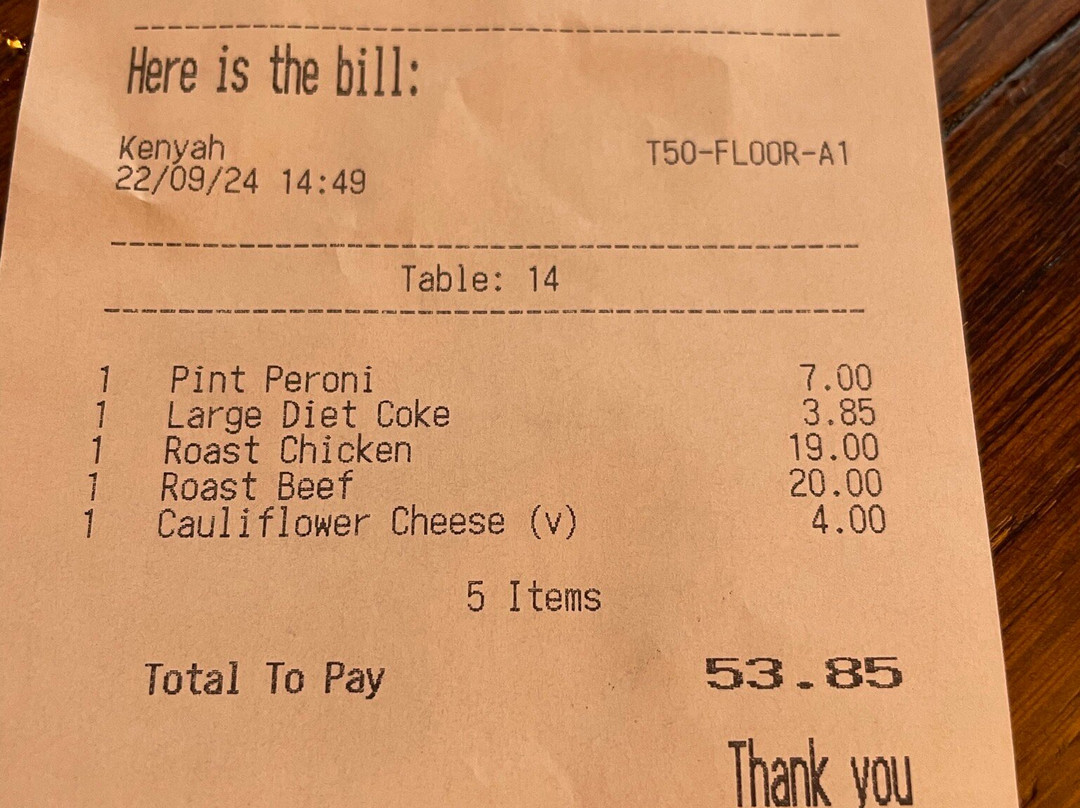 Here is the bill:
Kenyah T50-FLOOR-A1
22/09/24 14:49
Table: 14
1 Pint Peroni 7.00
1 Large Diet Coke 3.85
1 Roast Chicken 19.00
1 Roast Beef 20.00
1 Cauliflower Cheese (v) 4.00
5 Items
Total To Pay 53.85
Thank you